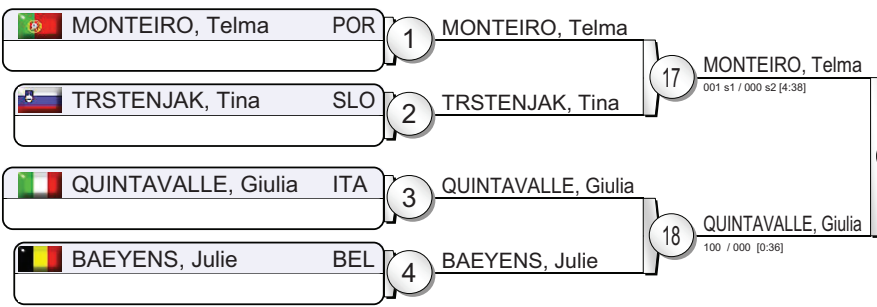 MONTEIRO, Telma POR
1
MONTEIRO, Telma
17
MONTEIRO, Telma
001 s1 / 000 s2 [4:38]
TRSTENJAK, Tina SLO
2
TRSTENJAK, Tina
QUINTAVALLE, Giulia ITA
3
QUINTAVALLE, Giulia
18
QUINTAVALLE, Giulia
100 / 000 [0:36]
BAEYENS, Julie BEL
4
BAEYENS, Julie